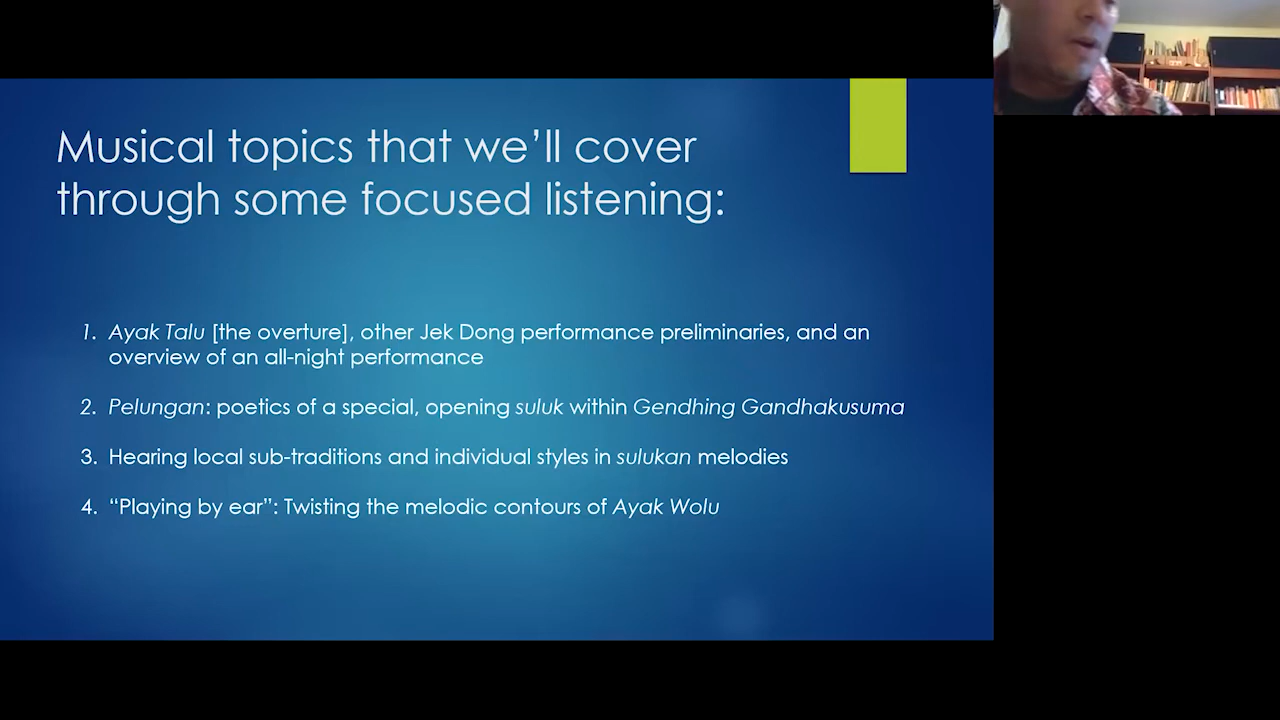 Musical topics that we’ll cover
through some focused listening:
1. Ayak Talu [the overture], other Jek Dong performance preliminaries, and an
overview of an all-night performance
2. Pelungan: poetics of a special, opening suluk within Gendhing Gandhakusuma
3. Hearing local sub-traditions and individual styles in sulukan melodies
4. “Playing by ear”: Twisting the melodic contours of Ayak Wolu